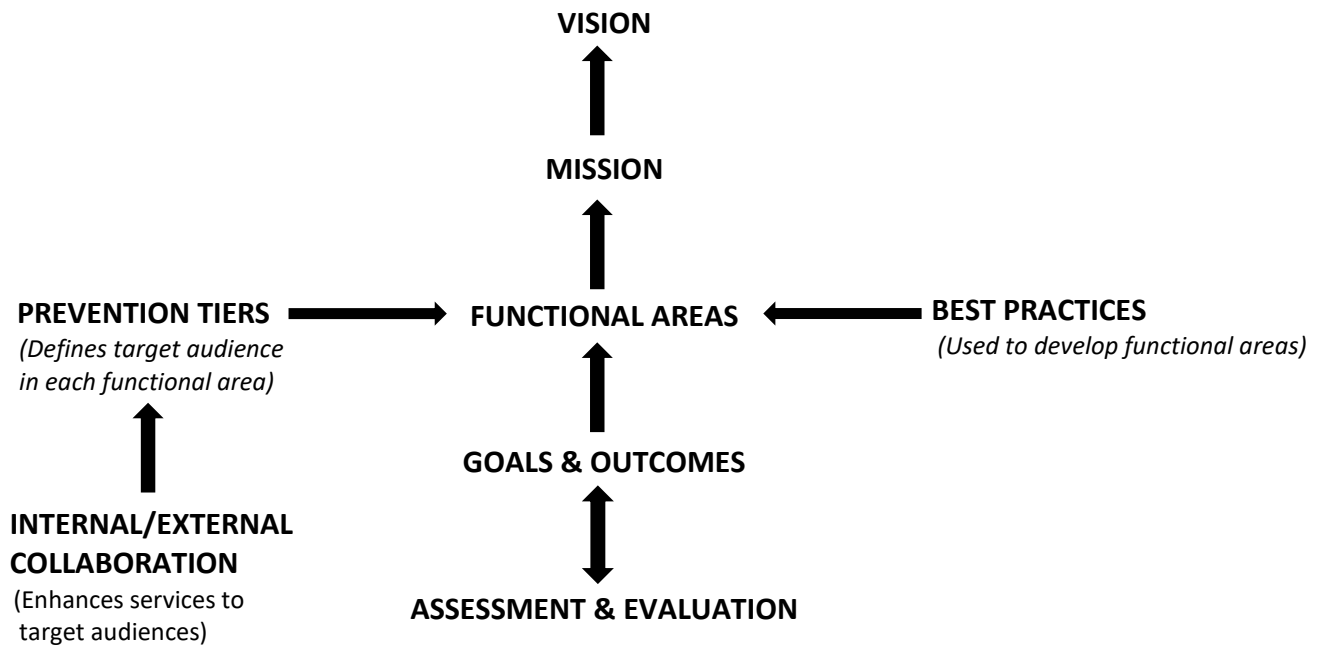 VISION
MISSION
PREVENTION TIERS
(Defines target audience
in each functional area)
FUNCTIONAL AREAS
BEST PRACTICES
(Used to develop functional areas)
GOALS & OUTCOMES
INTERNAL/EXTERNAL
COLLABORATION
(Enhances services to
target audiences)
ASSESSMENT & EVALUATION